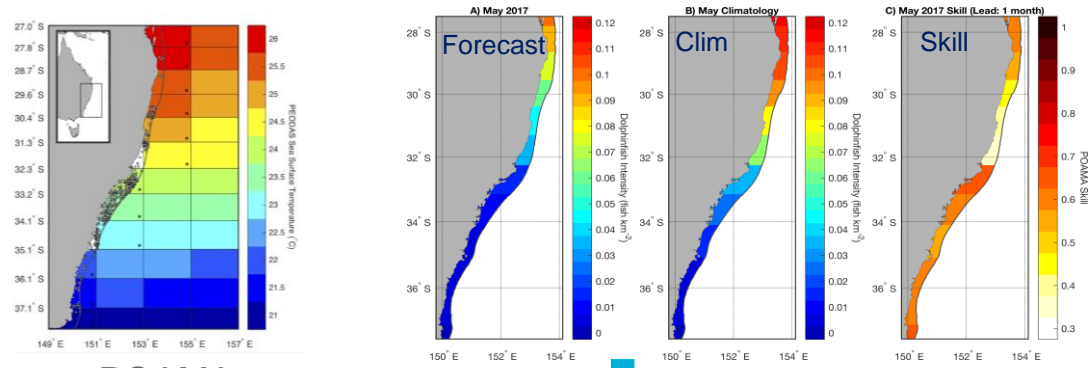 27.0° S
27.8° S
28.7° S
29.6° S
30.4° S
31.3° S
32.3° S
33.2° S
34.1° S
35.1° S
36.1° S
37.1° S
149° E
151° E
153° E
155° E
157° E
26
25.5
25
24
24
23
23
22.5
22
21.5
21
PEODAS Sea Surface Temperature (°C)
A) May 2017
Forecast
28° S
30° S
32° S
34° S
36° S
150° E
152° E
154° E
0.12
0.11
0.1
0.09
0.08
0.07
0.06
0.05
0.04
0.03
0.02
0.01
0
Dolphinfish Intensity (fish km-2)
B) May Climatology
Clim
28° S
30° S
32° S
34° S
36° S
150° E
152° E
154° E
0.12
0.11
0.1
0.09
0.08
0.07
0.06
0.05
0.04
0.03
0.02
0.01
0
Dolphinfish Intensity (fish km-2)
C) May 2017 Skill (Lead: 1 month)
Skill
28° S
30° S
32° S
34° S
36° S
150° E
152° E
154° E
1
0.9
0.8
0.7
0.6
0.5
0.4
0.3
POAMA Skill